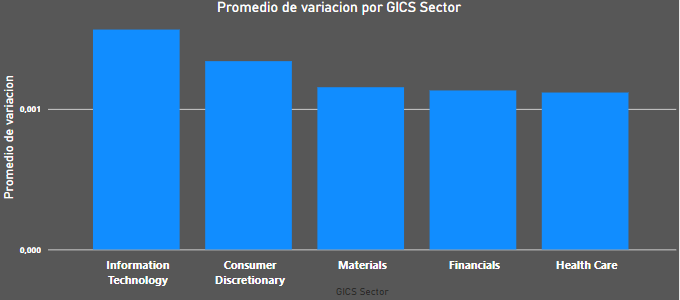 Promedio de variacion por GICS Sector
Promedio de variacion
0,001
0,000
Information
Technology
Consumer
Discretionary
Materials
Financials
Health Care
GICS Sector